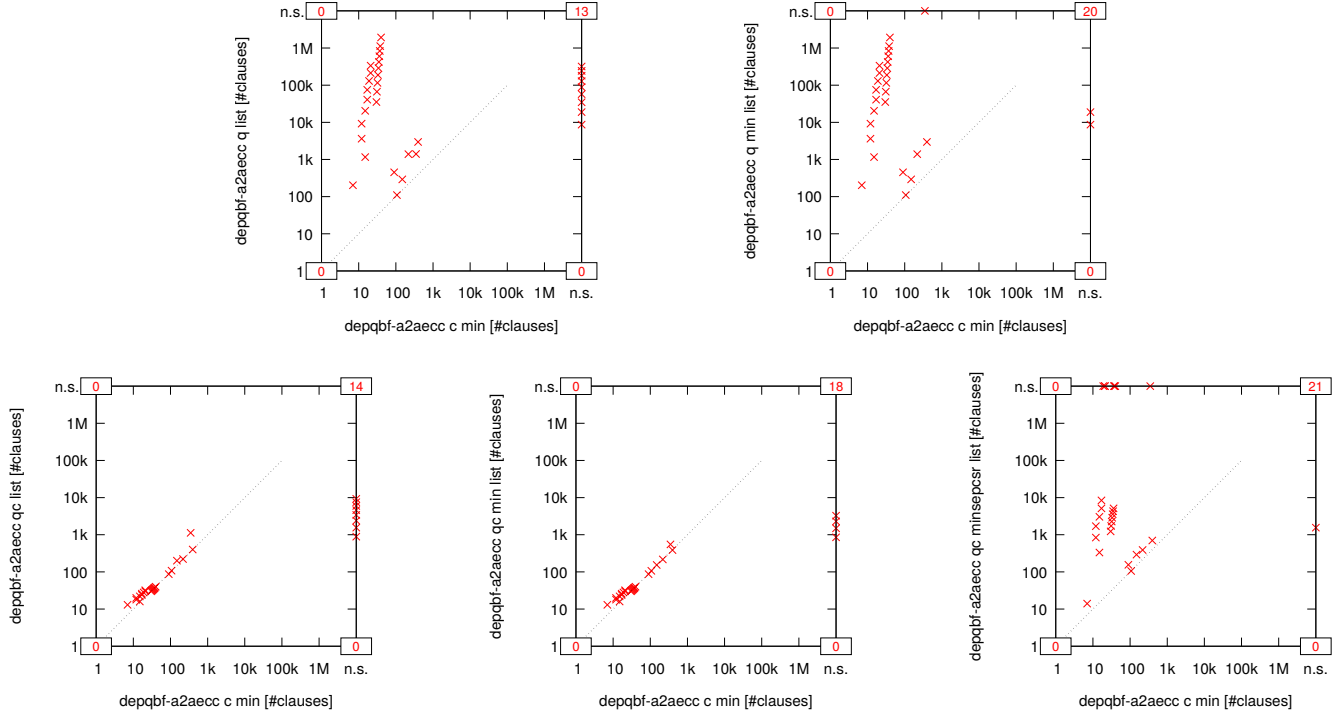 n.s. 0 13
1M
100k
10k
1k
100
10
1
0 0
1 10 100 1k 10k 100k 1M n.s.
depqbf-a2aecc q list [#clauses]
depqbf-a2aecc c min [#clauses]
n.s. 0 20
1M
100k
10k
1k
100
10
1
0 0
1 10 100 1k 10k 100k 1M n.s.
depqbf-a2aecc q min list [#clauses]
depqbf-a2aecc c min [#clauses]
n.s. 0 14
1M
100k
10k
1k
100
10
1
0 0
1 10 100 1k 10k 100k 1M n.s.
depqbf-a2aecc qc list [#clauses]
depqbf-a2aecc c min [#clauses]
n.s. 0 18
1M
100k
10k
1k
100
10
1
0 0
1 10 100 1k 10k 100k 1M n.s.
depqbf-a2aecc qc min list [#clauses]
depqbf-a2aecc c min [#clauses]
n.s. 0 21
1M
100k
10k
1k
100
10
1
0 0
1 10 100 1k 10k 100k 1M n.s.
depqbf-a2aecc qc minsepcsr list [#clauses]
depqbf-a2aecc c min [#clauses]